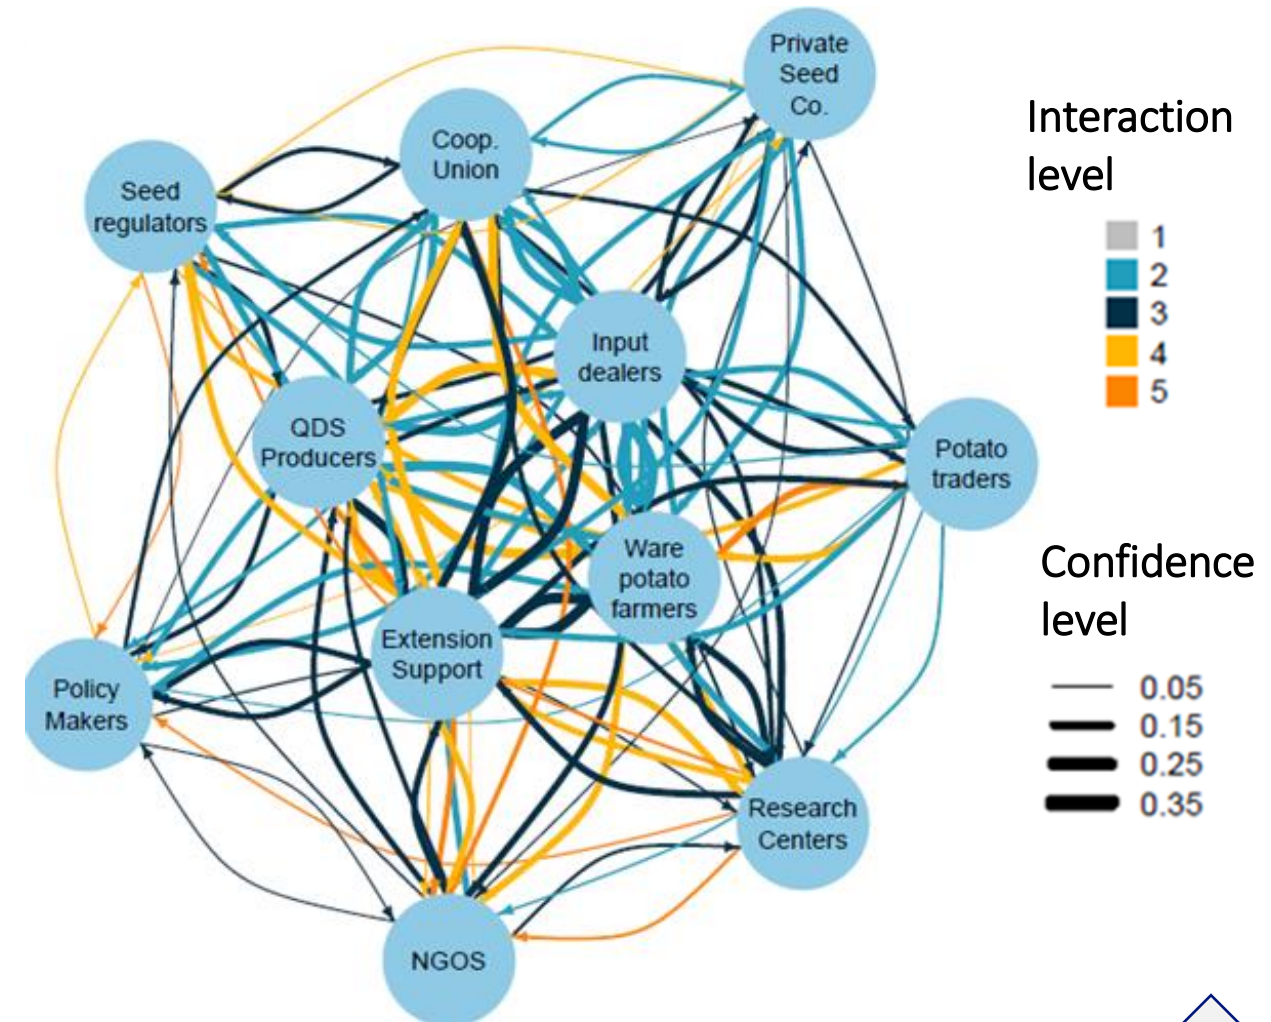 Private
Seed
Co.
Coop.
Union
Seed
regulators
Input
dealers
QDS
Producers
Potato
traders
Ware
potato
farmers
Extension
Support
Policy
Makers
Research
Centers
NGOS
Interaction
level
1
2
3
4
5
Confidence
level
0.05
0.15
0.25
0.35